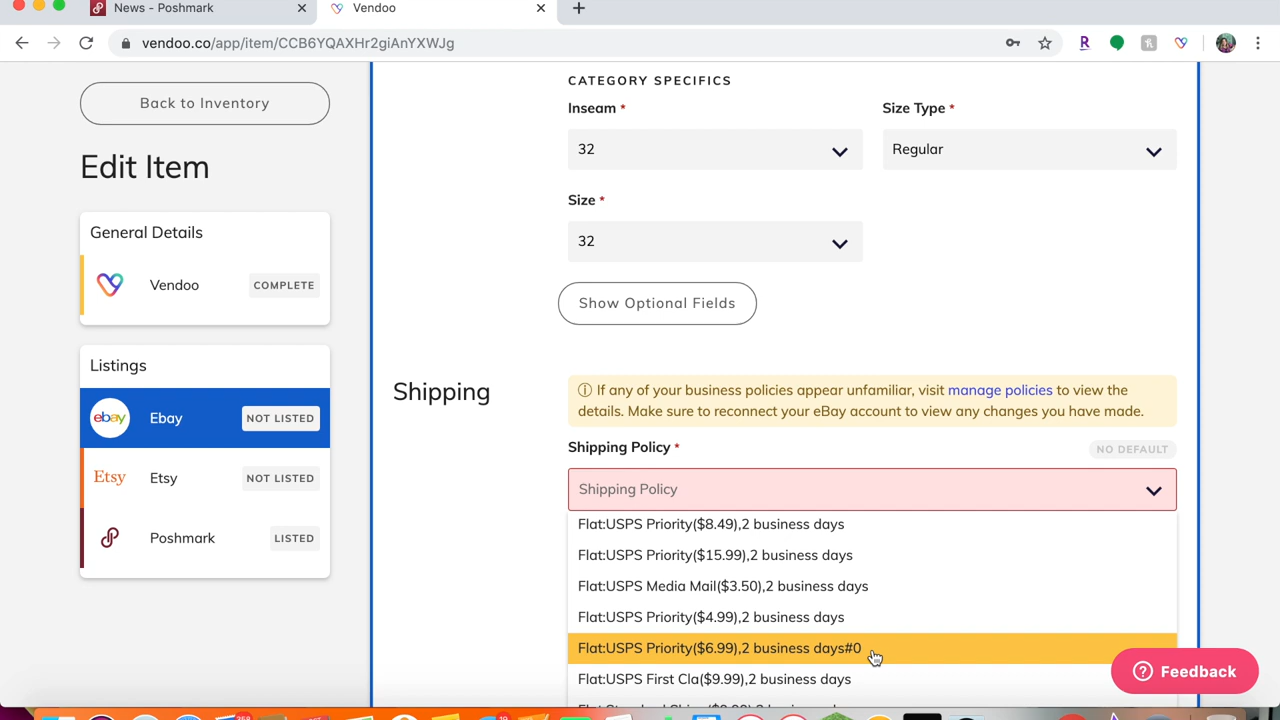 News - Poshmark
Vendoo
vendoo.co/app/item/CCB6YQAXHr2giAnYXWJg
Back to Inventory
Edit Item
General Details
Vendoo COMPLETE
Listings
ebay Ebay NOT LISTED
Etsy Etsy NOT LISTED
Poshmark LISTED
CATEGORY SPECIFICS
Inseam * Size Type *
32 Regular
Size *
32
Show Optional Fields
Shipping
If any of your business policies appear unfamiliar, visit manage policies to view the
details. Make sure to reconnect your eBay account to view any changes you have made.
Shipping Policy * NO DEFAULT
Shipping Policy
Flat:USPS Priority($8.49),2 business days
Flat:USPS Priority($15.99),2 business days
Flat:USPS Media Mail($3.50),2 business days
Flat:USPS Priority($4.99),2 business days
Flat:USPS Priority($6.99),2 business days#0
Flat:USPS First Cla($9.99),2 business days
Feedback